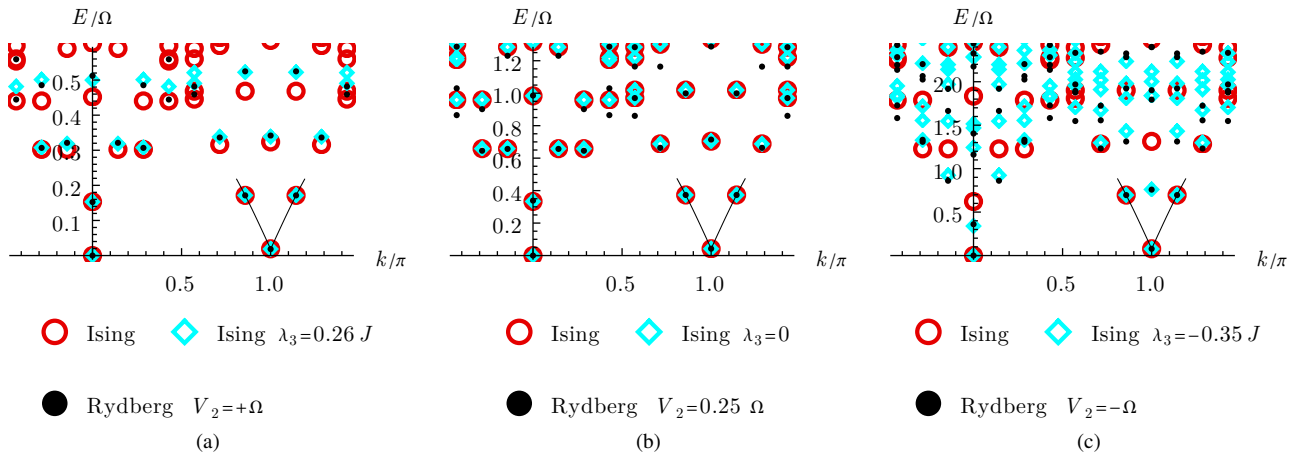 E/Ω
0.5
0.4
0.3
0.2
0.1
0.5
1.0
k/π
Ising
Ising λ₃=0.26 J
Rydberg V₂=+Ω
(a)
E/Ω
1.2
1.0
0.8
0.6
0.4
0.2
0.5
1.0
k/π
Ising
Ising λ₃=0
Rydberg V₂=0.25 Ω
(b)
E/Ω
2.0
1.5
1.0
0.5
0.5
1.0
k/π
Ising
Ising λ₃=−0.35 J
Rydberg V₂=−Ω
(c)